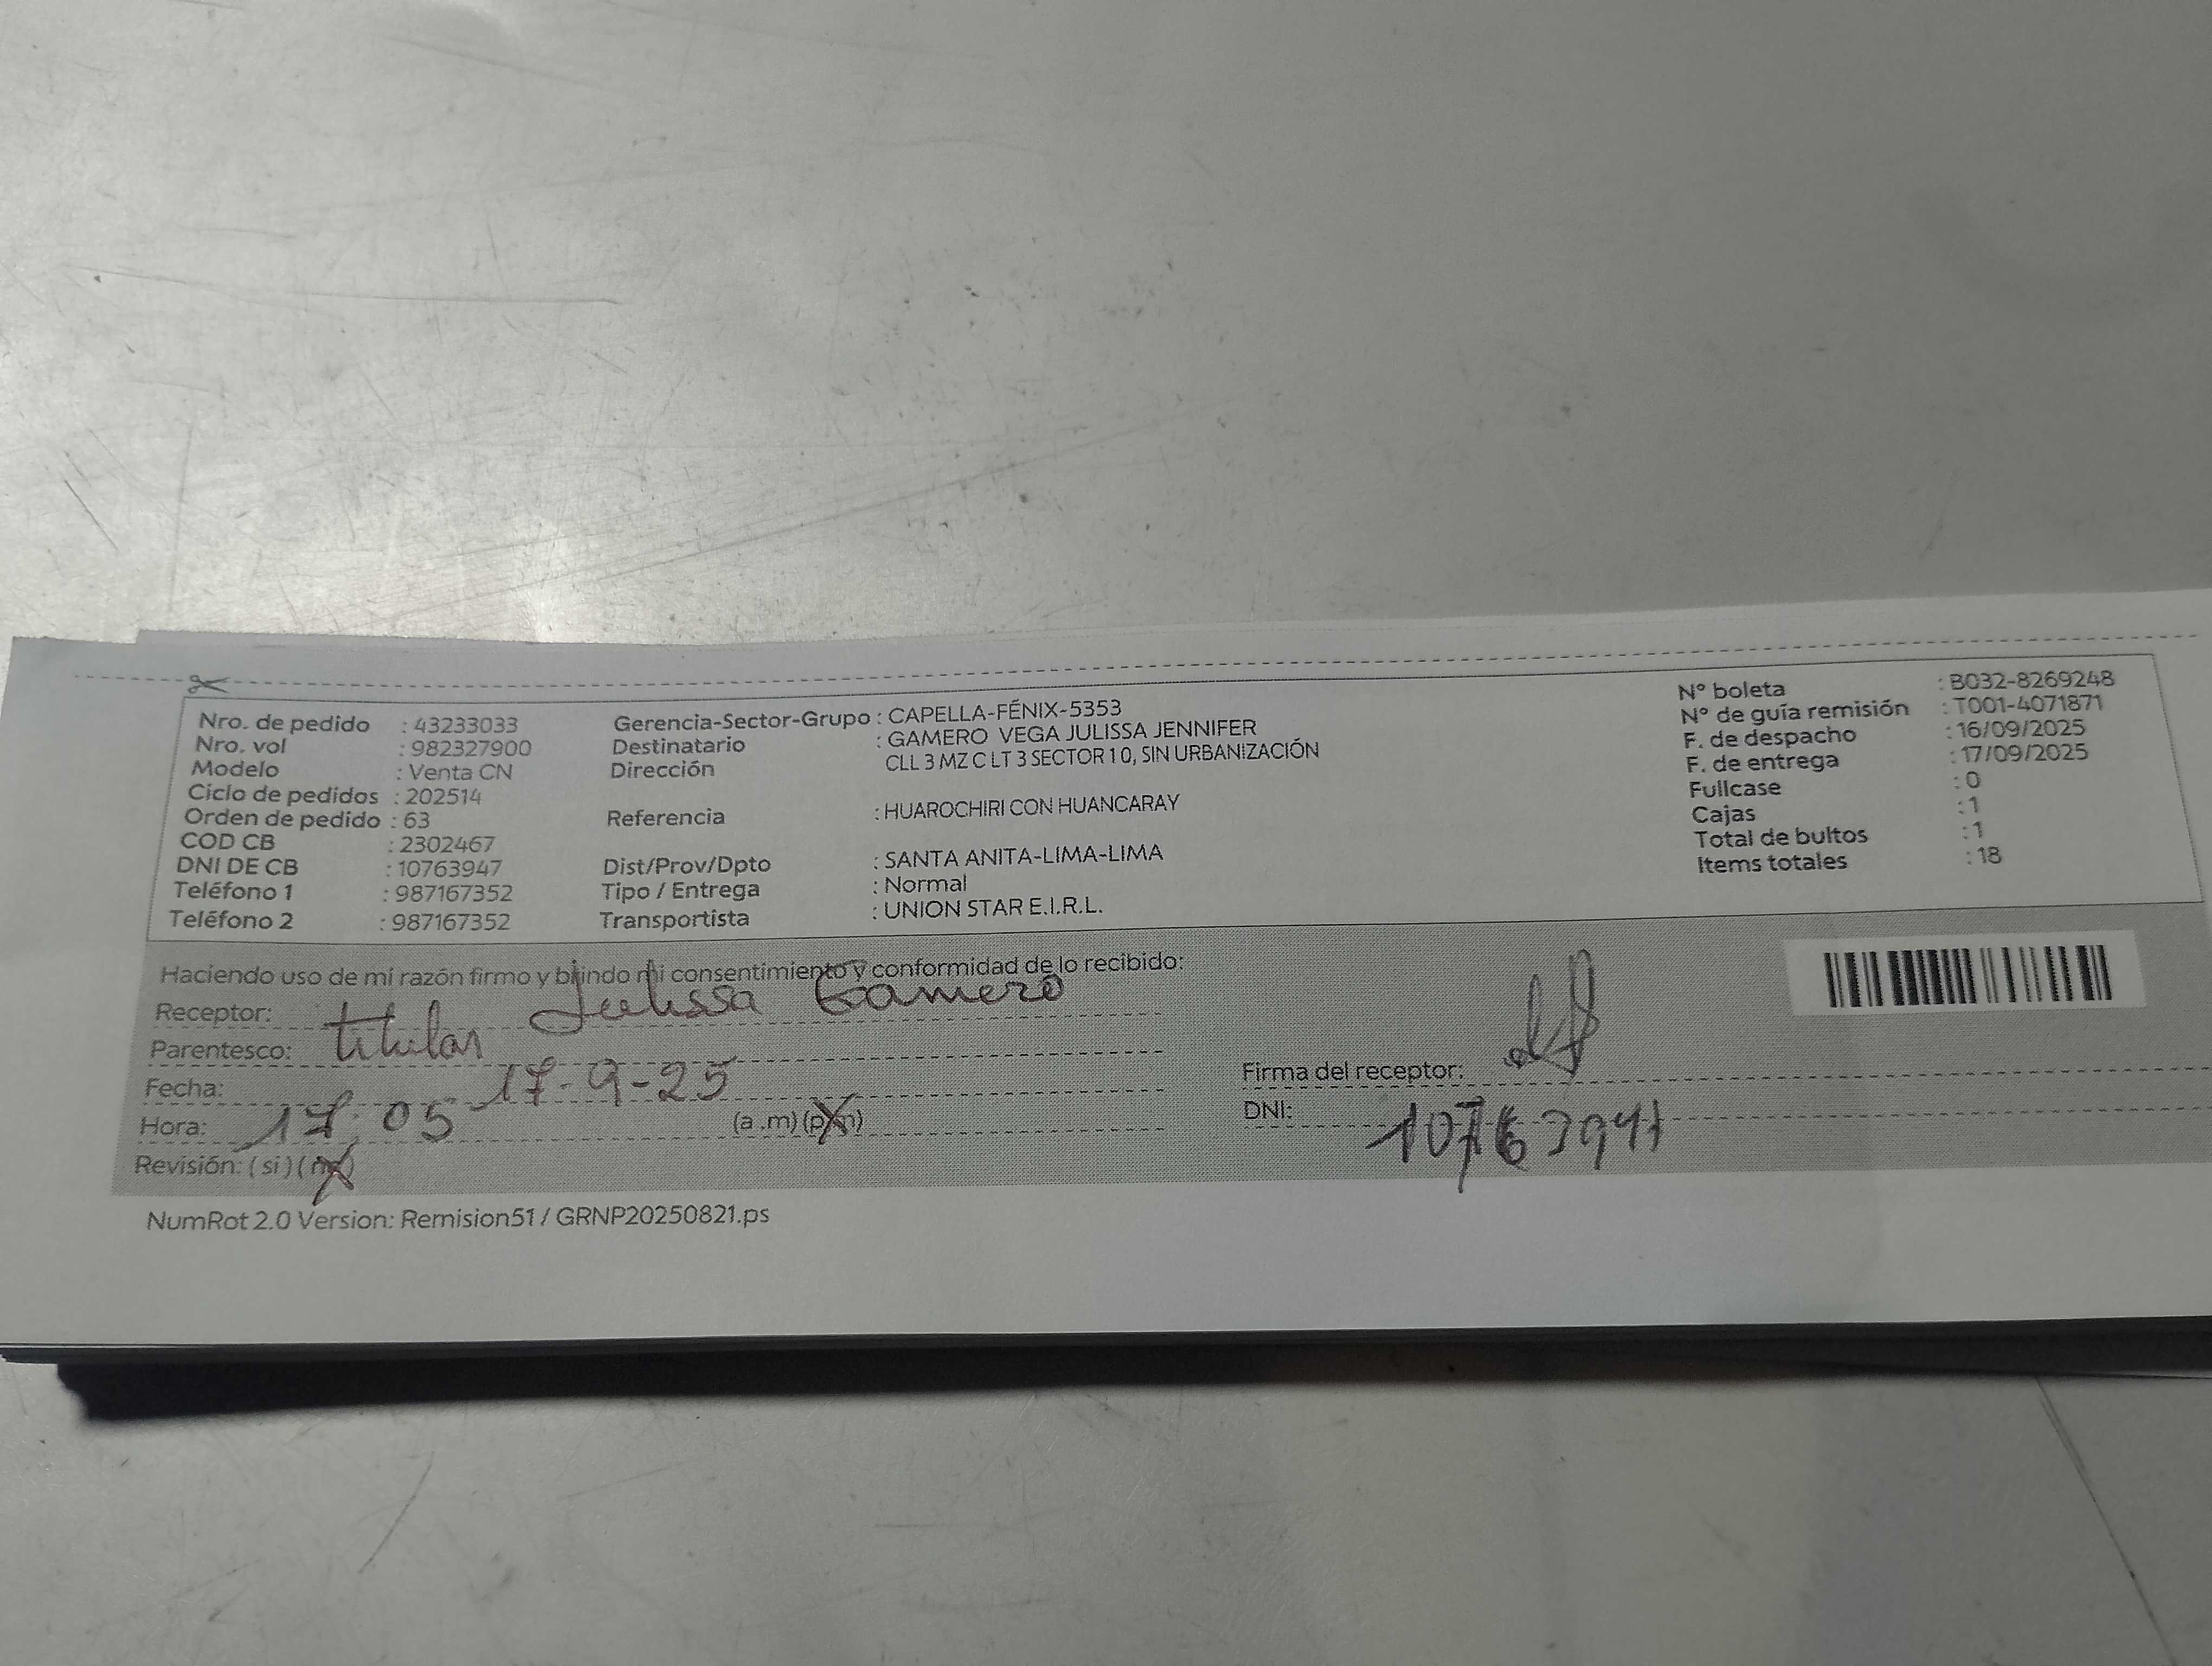 Nro. de pedido : 43233033
Nro. vol : 982327900
Modelo : Venta CN
Ciclo de pedidos : 202514
Orden de pedido : 63
COD CB : 2302467
DNI DE CB : 10763947
Teléfono 1 : 987167352
Teléfono 2 : 987167352
Gerencia-Sector-Grupo : CAPELLA-FÉNIX-5353
Destinatario : GAMERO VEGA JULISSA JENNIFER
Dirección CLL 3 MZ C LT 3 SECTOR 10, SIN URBANIZACIÓN
Referencia : HUAROCHIRI CON HUANCARAY
Dist/Prov/Dpto : SANTA ANITA-LIMA-LIMA
Tipo / Entrega : Normal
Transportista : UNION STAR E.I.R.L.
N° boleta : B032-8269248
N° de guía remisión : T001-4071871
F. de despacho : 16/09/2025
F. de entrega : 17/09/2025
Fullcase : 0
Cajas : 1
Total de bultos : 1
Items totales : 18
Haciendo uso de mi razón firmo y brindo mi consentimiento y conformidad de lo recibido:
Receptor: Julissa Gamero
Parentesco: titular
Fecha: 17-9-25
Hora: 17:05 (a .m) (p.m)
Revisión: (si) (no)
Firma del receptor:
DNI: 10763947
NumRot 2.0 Version: Remision51 / GRNP20250821.ps